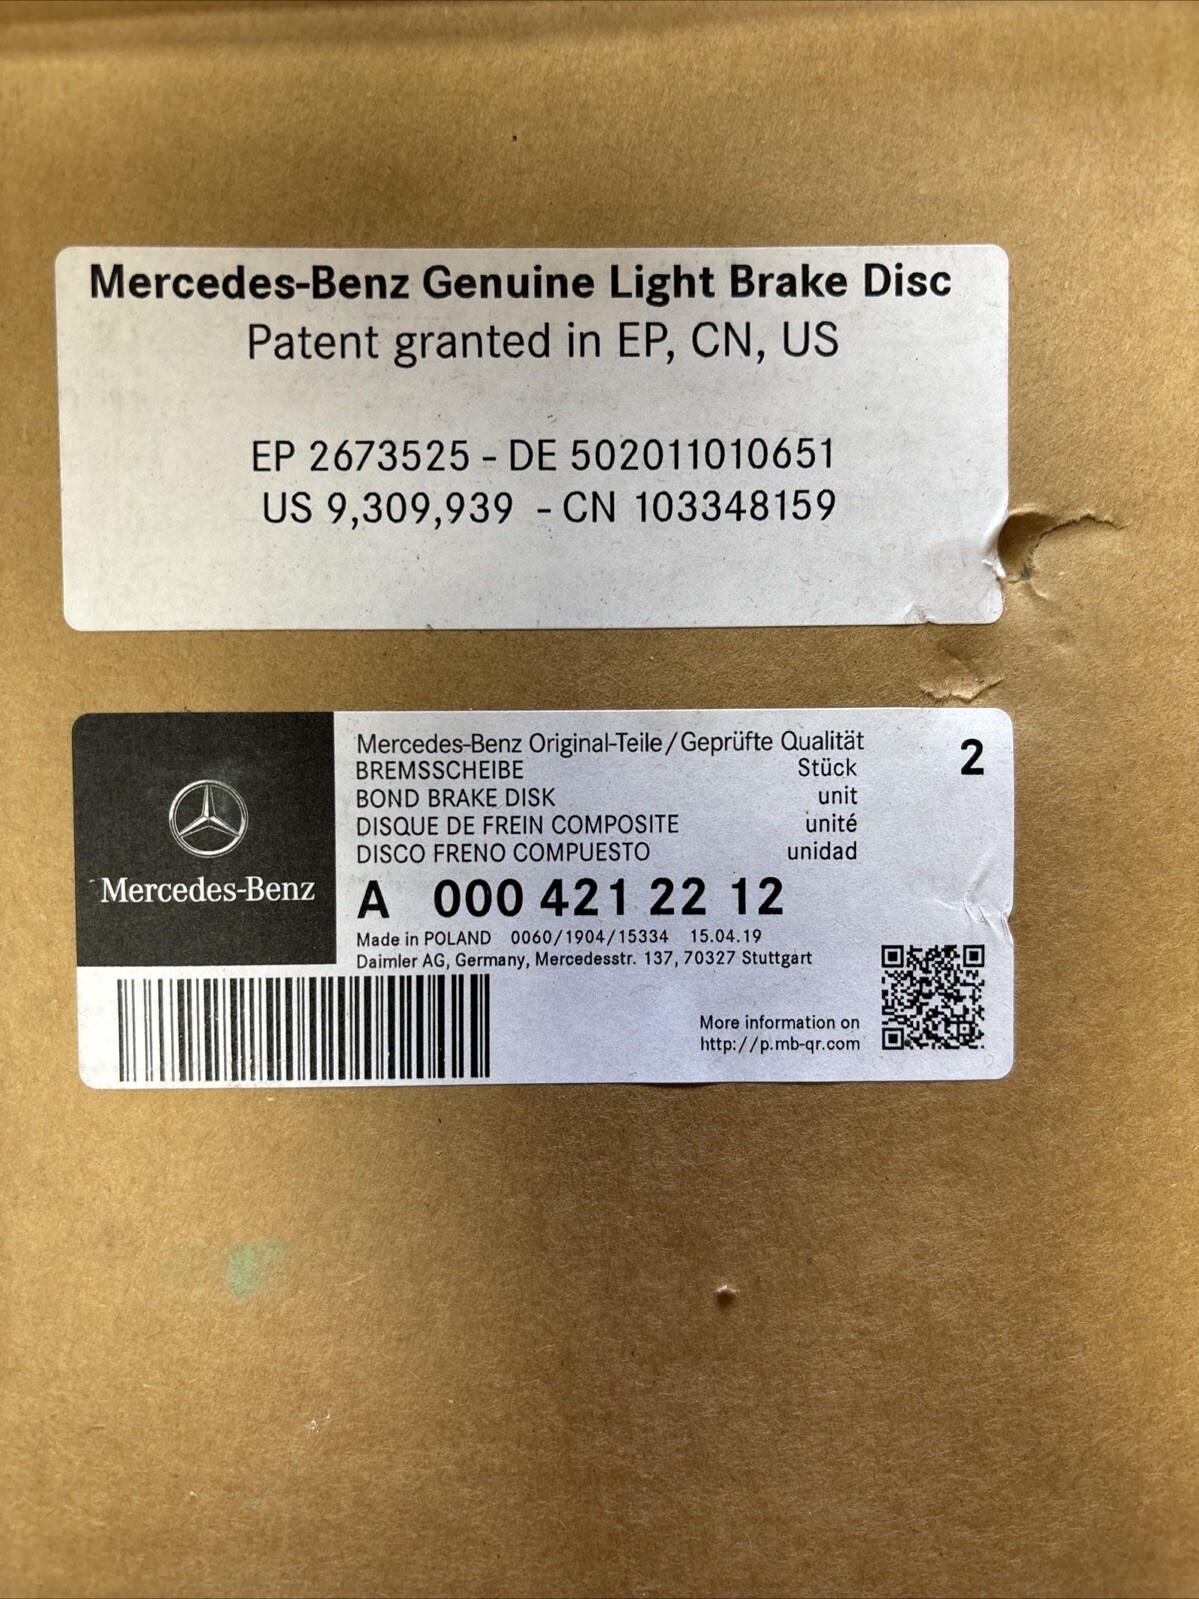 Mercedes-Benz Genuine Light Brake Disc
Patent granted in EP, CN, US
EP 2673525 - DE 502011010651
US 9,309,939 - CN 103348159
Mercedes-Benz
Mercedes-Benz Original-Teile/Geprüfte Qualität
2
BREMSSCHEIBE Stück
BOND BRAKE DISK unit
DISQUE DE FREIN COMPOSITE unité
DISCO FRENO COMPUESTO unidad
A 000 421 22 12
Made in POLAND 0060/1904/15334 15.04.19
Daimler AG, Germany, Mercedesstr. 137, 70327 Stuttgart
More information on
http://p.mb-qr.com